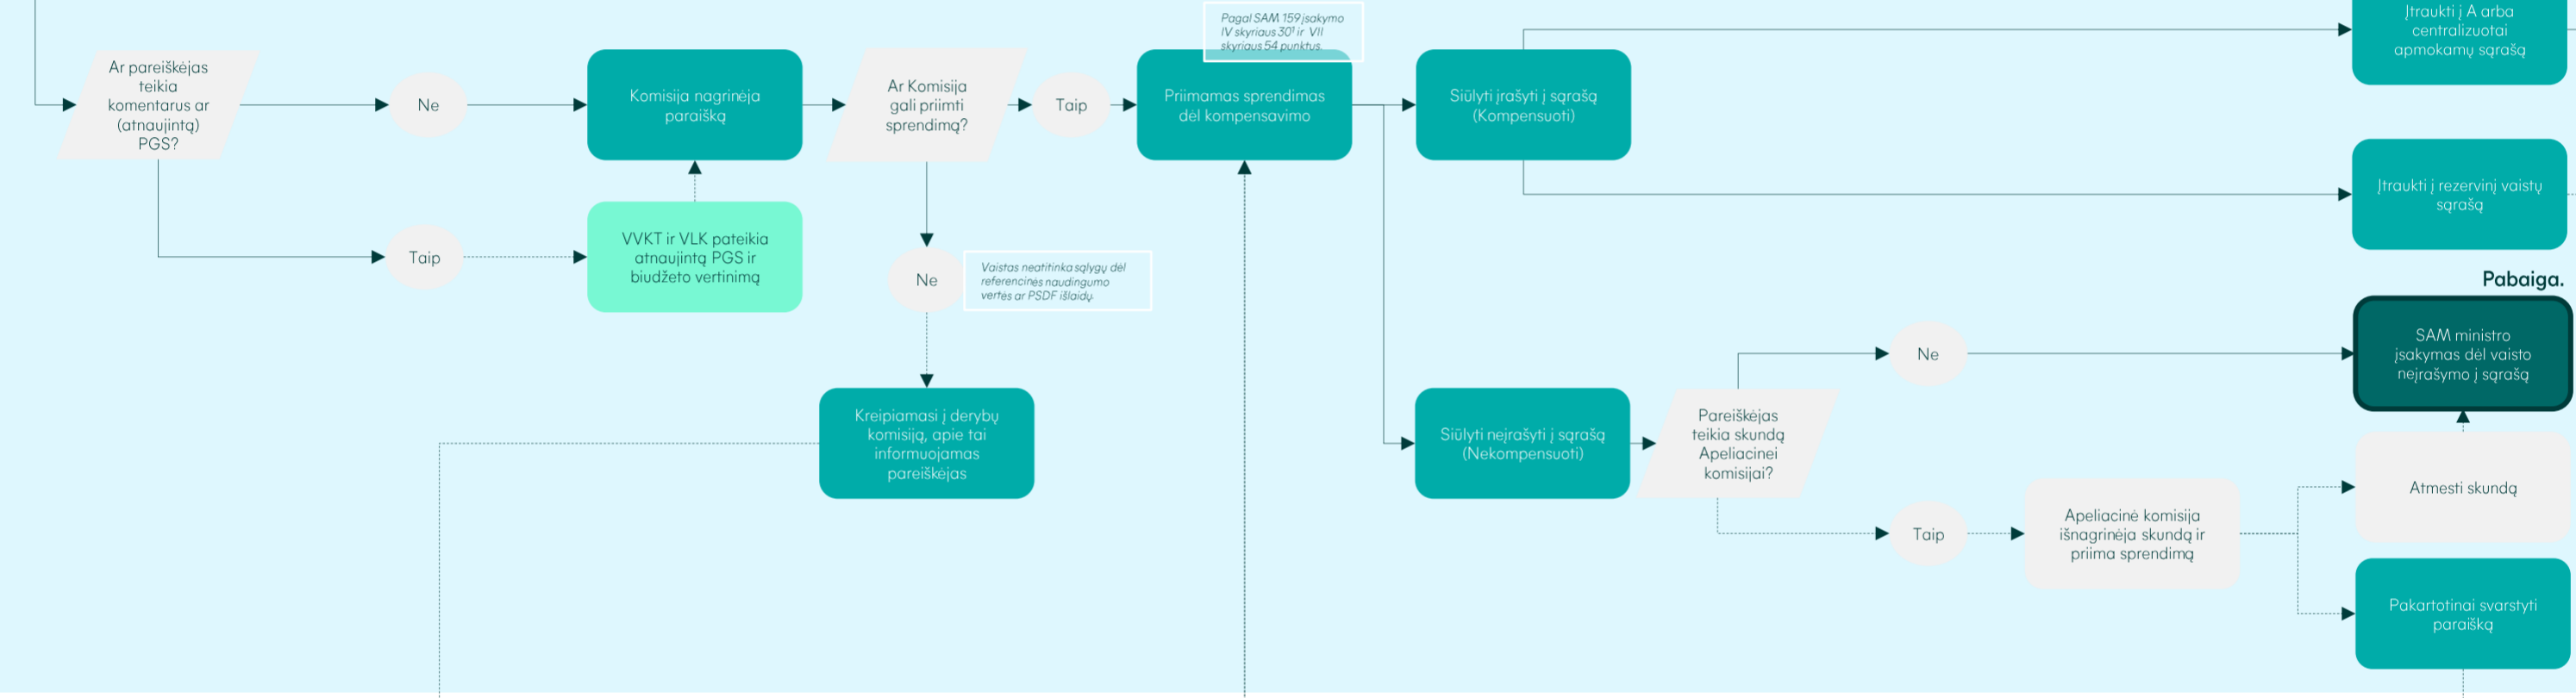 Ar pareiškėjas
teikia
komentarus ar
(atnaujintą)
PGS?
Ne
Taip
Komisija nagrinėja
paraišką
VVKT ir VLK pateikia
atnaujintą PGS ir
biudžeto vertinimą
Ar Komisija
gali priimti
sprendimą?
Taip
Ne
Vaistas neatitinka sąlygų dėl
referencinės naudingumo
vertės ar PSDF išlaidų.
Kreipiamasi į derybų
komisiją, apie tai
informuojamas
pareiškėjas
Pagal SAM 159 įsakymo
IV skyriaus 30¹ ir VII
skyriaus 54 punktus.
Priimamas sprendimas
dėl kompensavimo
Siūlyti įrašyti į sąrašą
(Kompensuoti)
Įtraukti į A arba
centralizuotai
apmokamų sąrašą
Įtraukti į rezervinį vaistų
sąrašą
Siūlyti neįrašyti į sąrašą
(Nekompensuoti)
Pareiškėjas
teikia skundą
Apeliacinei
komisijai?
Ne
Pabaiga.
SAM ministro
įsakymas dėl vaisto
neįrašymo į sąrašą
Taip
Apeliacinė komisija
išnagrinėja skundą ir
priima sprendimą
Atmesti skundą
Pakartotinai svarstyti
paraišką